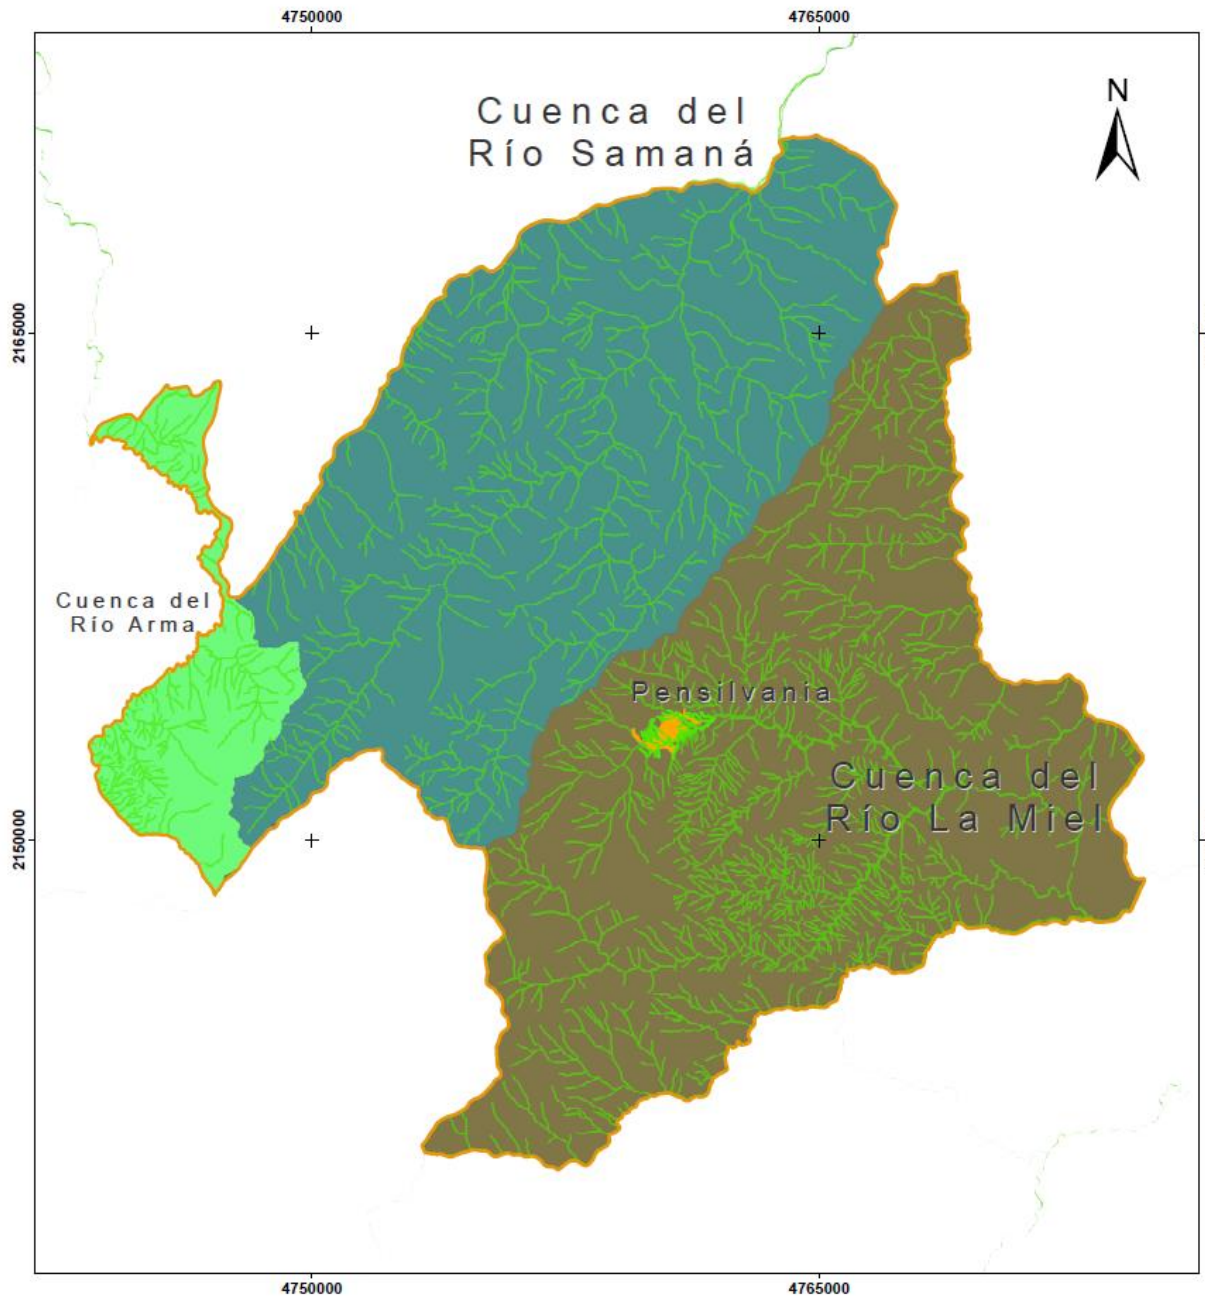 4750000
4765000
N
Cuenca del
Río Samaná
2165000
2165000
Cuenca del
Río Arma
Pensilvania
Cuenca del
Río La Miel
2150000
4750000
4765000